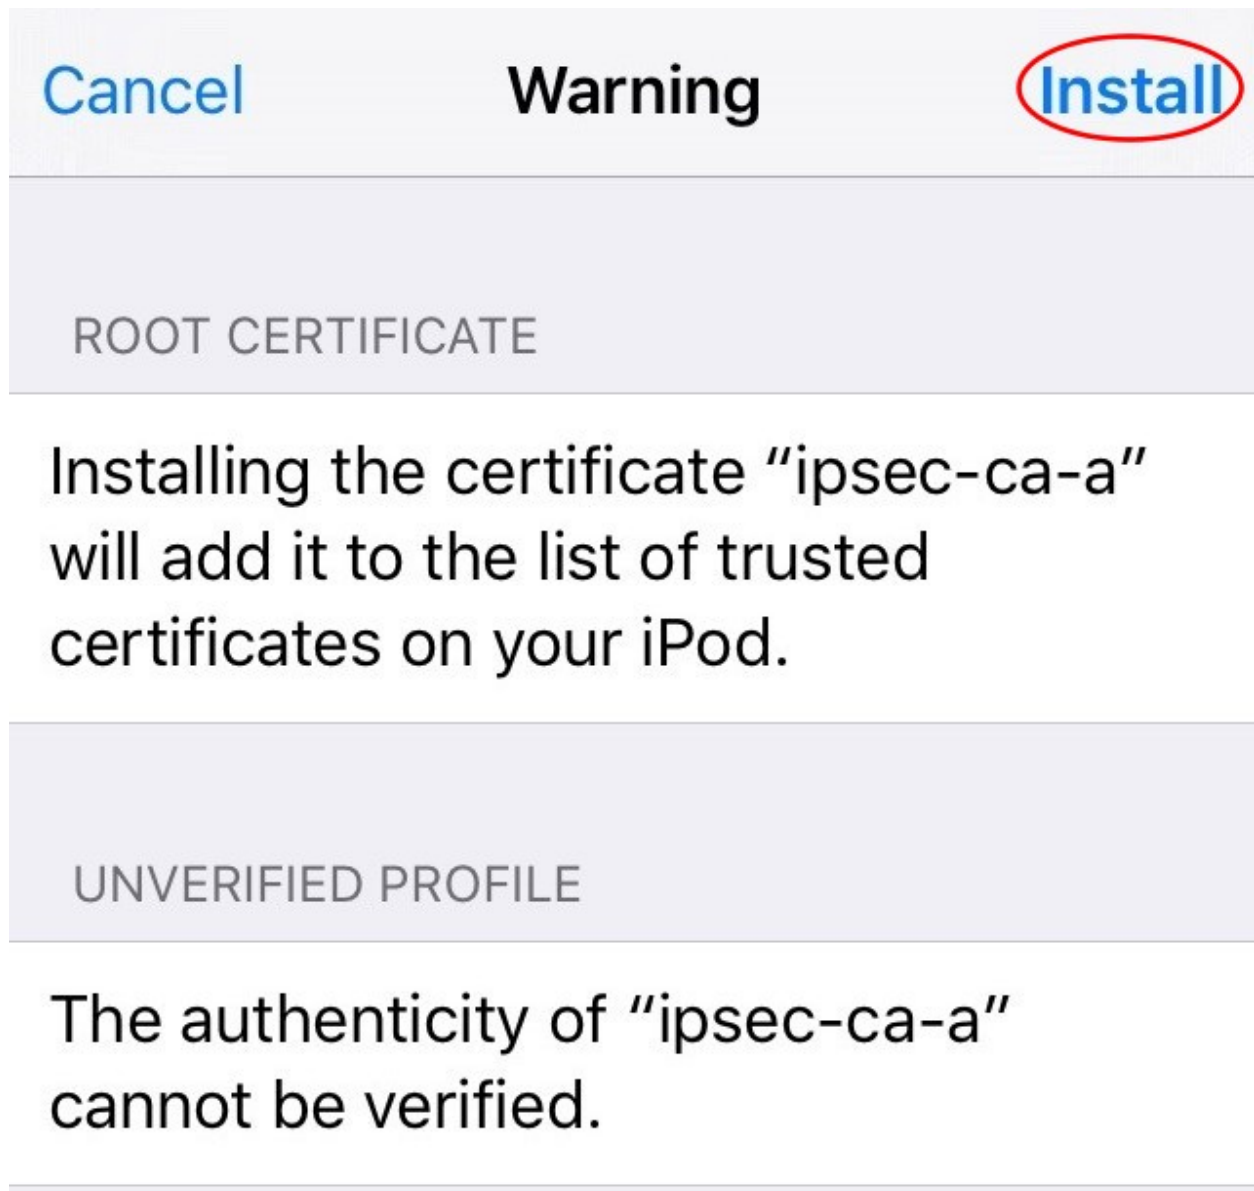 Cancel Warning Install
ROOT CERTIFICATE
Installing the certificate “ipsec-ca-a”
will add it to the list of trusted
certificates on your iPod.
UNVERIFIED PROFILE
The authenticity of “ipsec-ca-a”
cannot be verified.